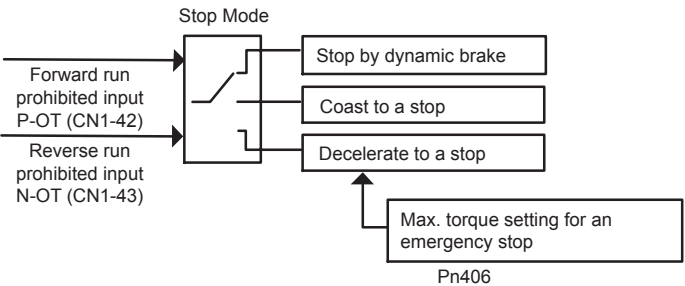 Stop Mode
Stop by dynamic brake
Forward run
prohibited input
P-OT (CN1-42)
Coast to a stop
Reverse run
prohibited input
N-OT (CN1-43)
Decelerate to a stop
Max. torque setting for an
emergency stop
Pn406